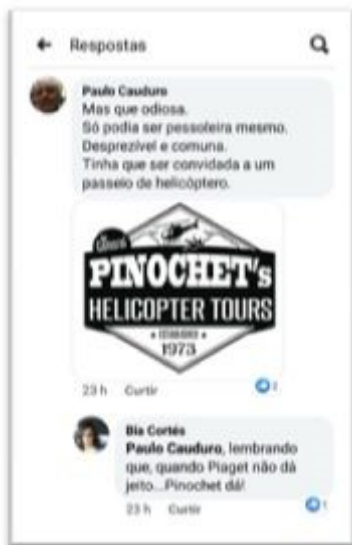 Respostas
Paulo Cauduro
Mas que odiosa.
Só podia ser pessoleira mesmo.
Desprezível e comuna.
Tinha que ser convidada a um
passeio de helicóptero.
PINOCHET's
HELICOPTER TOURS
ESTABLISHED
1973
23 h Curtir
Bia Cortés
Paulo Cauduro, lembrando
que, quando Piaget não dá
jeito...Pinochet dá!
23 h Curtir
1